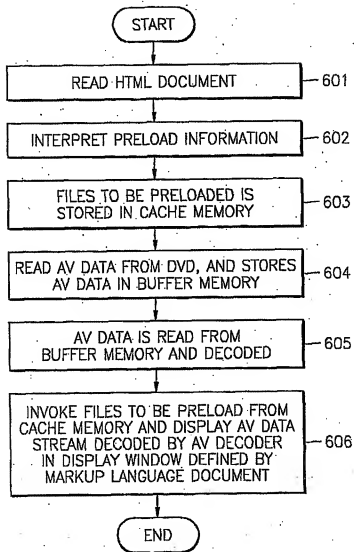 START
READ HTML DOCUMENT
601
INTERPRET PRELOAD INFORMATION
602
FILES TO BE PRELOADED IS
STORED IN CACHE MEMORY
603
READ AV DATA FROM DVD, AND STORES
AV DATA IN BUFFER MEMORY
604
AV DATA IS READ FROM
BUFFER MEMORY AND DECODED
605
INVOKE FILES TO BE PRELOAD FROM
CACHE MEMORY AND DISPLAY AV DATA
STREAM DECODED BY AV DECODER
IN DISPLAY WINDOW DEFINED BY
MARKUP LANGUAGE DOCUMENT
606
END